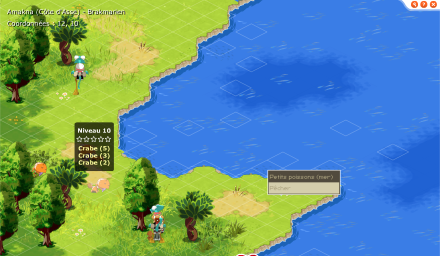 Amakna (Côte d'Asse) - Brakmarien
Coordonnées : 12, 10
Niveau 10
Crabe (5)
Crabe (3)
Crabe (2)
Petits poissons (mer)
Pêcher